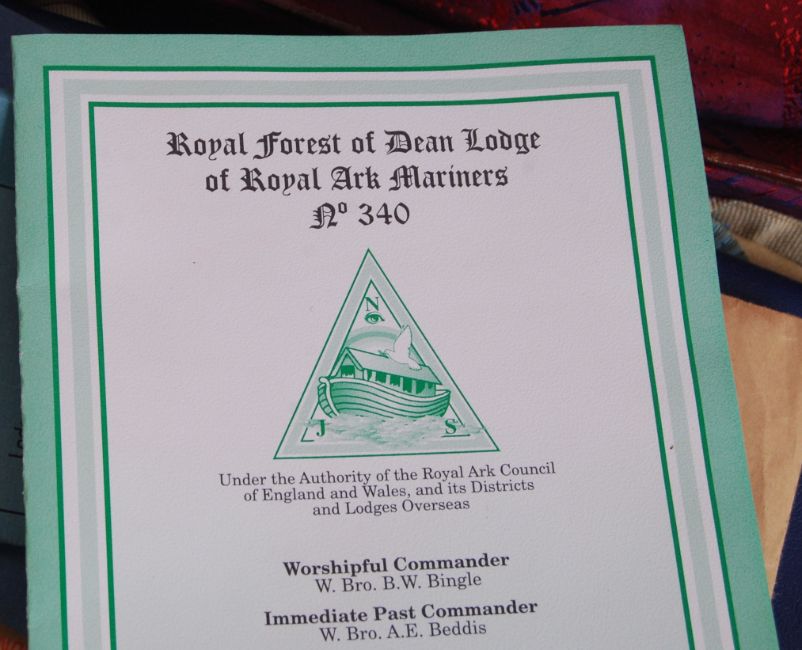 Royal Forest of Dean Lodge
of Royal Ark Mariners
Nº 340
N
J S
Under the Authority of the Royal Ark Council
of England and Wales, and its Districts
and Lodges Overseas
Worshipful Commander
W. Bro. B.W. Bingle
Immediate Past Commander
W. Bro. A.E. Beddis